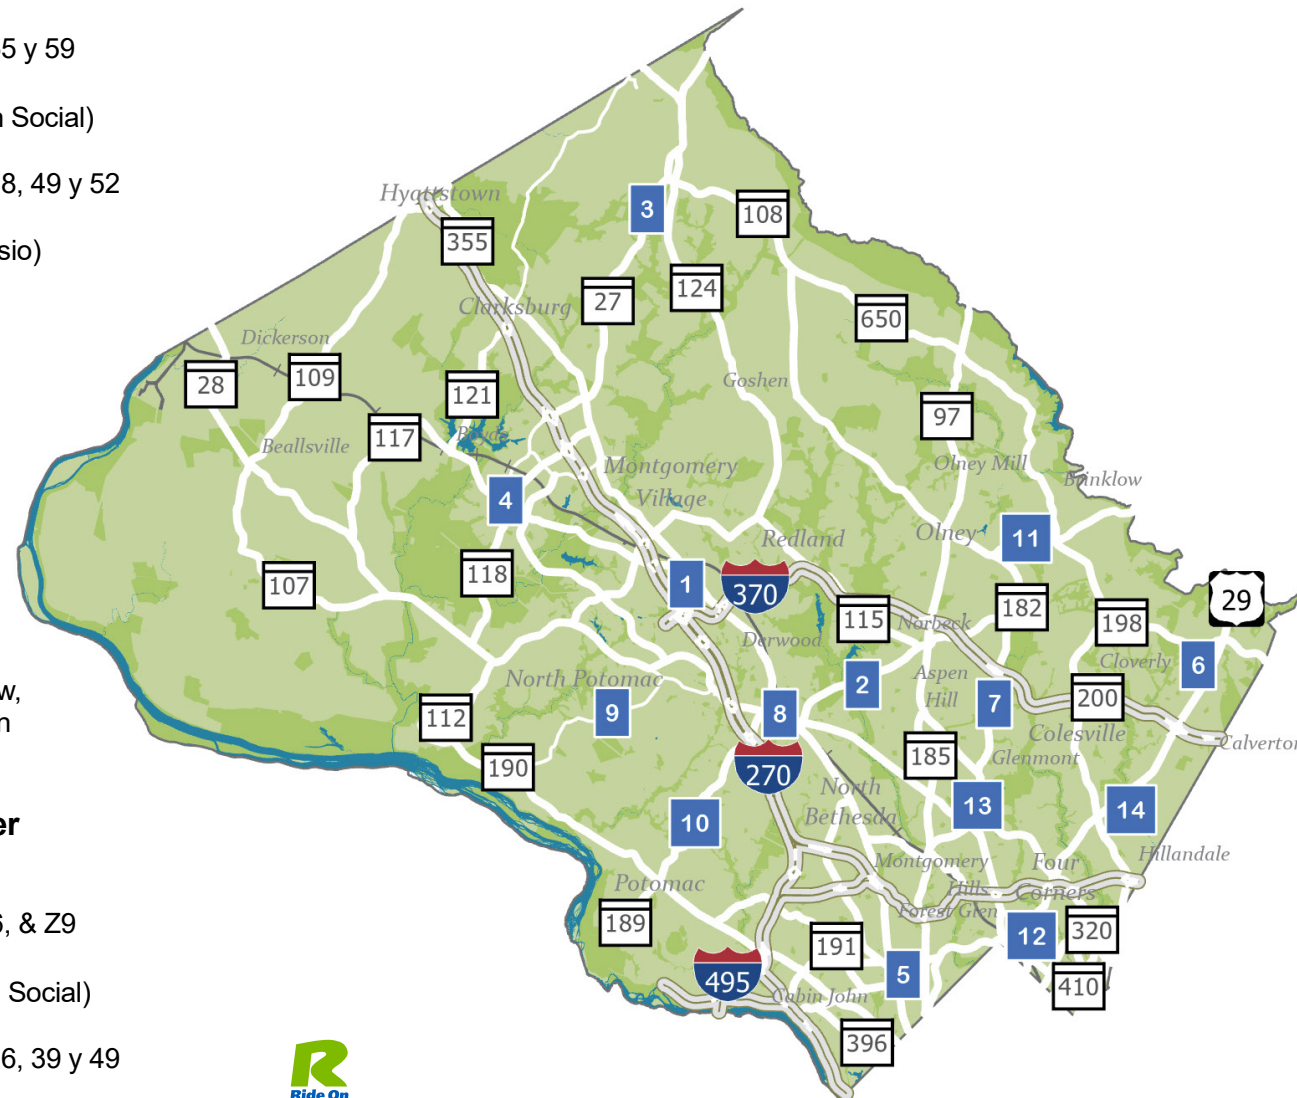 5 y 59
n Social)
8, 49 y 52
sio)
w,
n
er
6, & Z9
Social)
6, 39 y 49
Ride On
Hyattstown
3
108
355
27
124
Clarksburg
650
Dickerson
28
109
121
Goshen
97
117
Beallsville
Boyds
Montgomery
Village
Olney Mill
Brinklow
4
Redland
Olney
11
118
1
370
107
29
115
182
198
Norbeck
Derwood
Cloverly
6
North Potomac
2
Aspen
Hill
7
200
9
8
112
Colesville
Calverton
185
Glenmont
190
270
North
Bethesda
13
14
10
Montgomery
Hills
Four
Corners
Hillandale
Potomac
Forest Glen
189
191
12
320
495
5
410
Cabin John
396